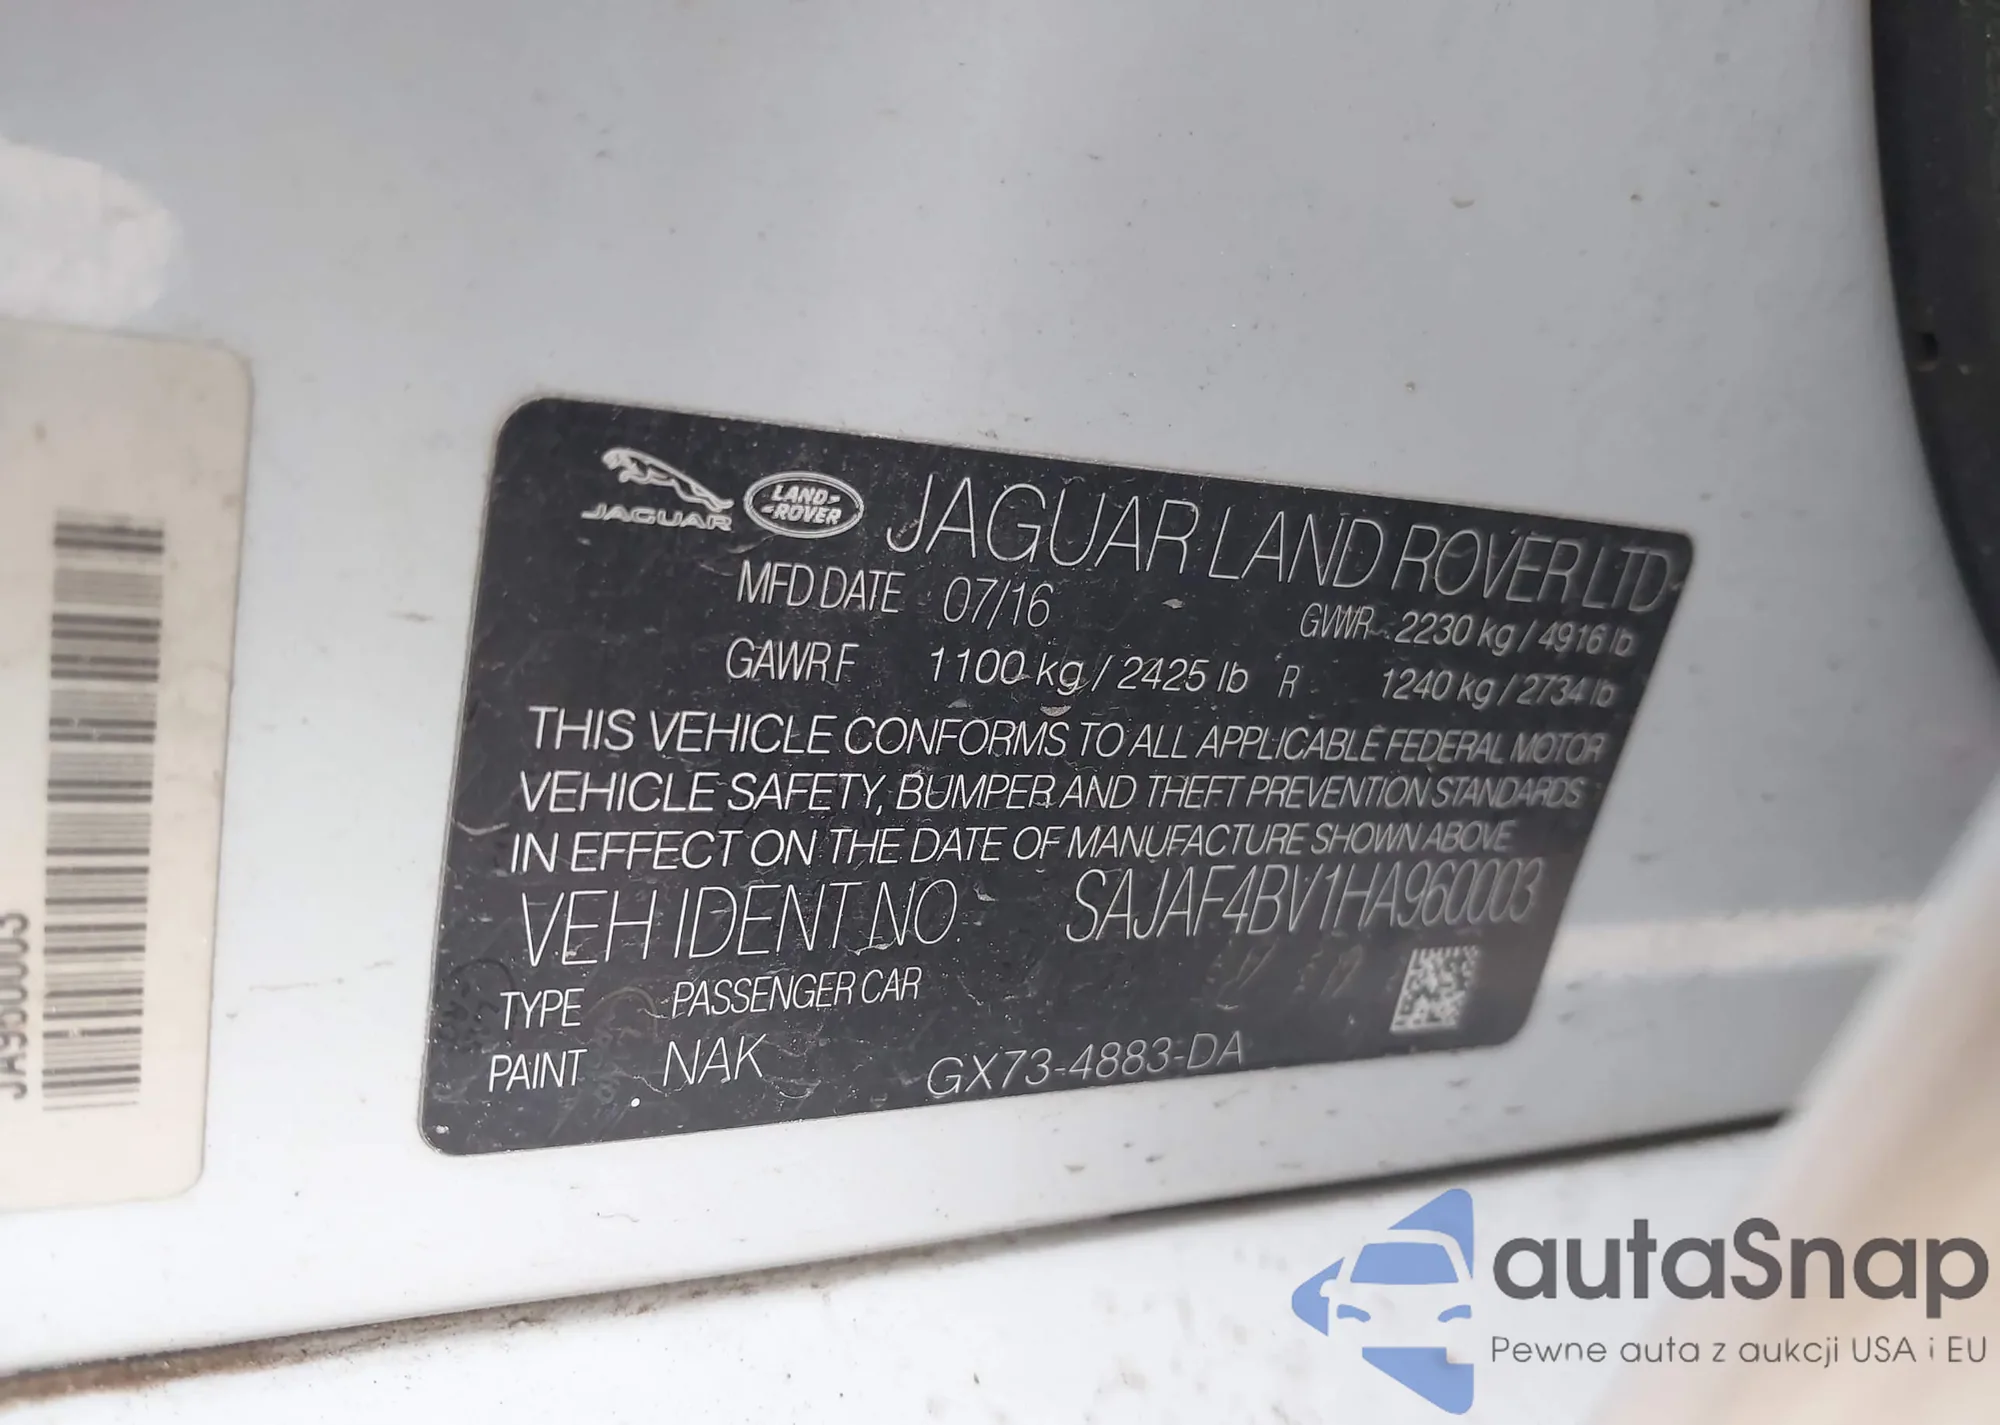 JA960003
JAGUAR
LAND-
-ROVER
JAGUAR LAND ROVER LTD
MFD DATE 07/16 GVWR 2230 kg / 4916 lb
GAWR F 1100 kg / 2425 lb R 1240 kg / 2734 lb
THIS VEHICLE CONFORMS TO ALL APPLICABLE FEDERAL MOTOR
VEHICLE SAFETY, BUMPER AND THEFT PREVENTION STANDARDS
IN EFFECT ON THE DATE OF MANUFACTURE SHOWN ABOVE
VEH IDENT NO. SAJAF4BV1HA960003
TYPE PASSENGER CAR
PAINT NAK GX73-4883-DA
autaSnap
Pewne auta z aukcji USA i EU